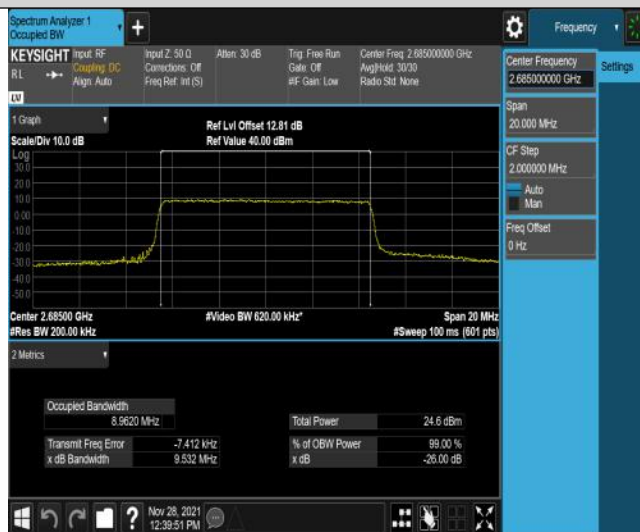 Spectrum Analyzer 1
Occupied BW
+
Frequency
KEYSIGHT
RL
Input: RF
Coupling: DC
Align: Auto
Input Z: 50 Ω
Corrections: Off
Freq Ref: Int (S)
Atten: 30 dB
Trig: Free Run
Gate: Off
#IF Gain: Low
Center Freq: 2.685000000 GHz
Avg|Hold: 30/30
Radio Std: None
LXI
Center Frequency
2.685000000 GHz
Settings
Span
20.000 MHz
CF Step
2.000000 MHz
Auto
Man
Freq Offset
0 Hz
1 Graph
Scale/Div 10.0 dB
Ref Lvl Offset 12.81 dB
Ref Value 40.00 dBm
Log
30.0
20.0
10.0
0.00
-10.0
-20.0
-30.0
-40.0
-50.0
Center 2.68500 GHz
#Res BW 200.00 kHz
#Video BW 620.00 kHz*
Span 20 MHz
#Sweep 100 ms (601 pts)
2 Metrics
Occupied Bandwidth
8.9620 MHz
Total Power 24.6 dBm
Transmit Freq Error -7.412 kHz
% of OBW Power 99.00 %
x dB Bandwidth 9.532 MHz
x dB -26.00 dB
?
Nov 28, 2021
12:39:51 PM